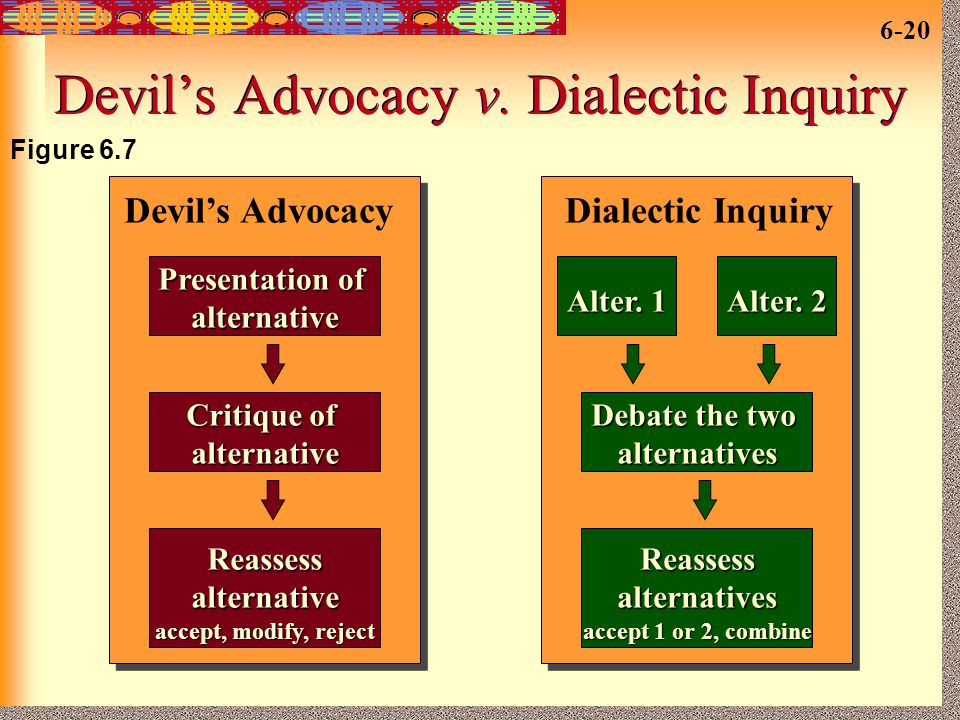 6-20
Devil’s Advocacy v. Dialectic Inquiry
Figure 6.7
Devil’s Advocacy
Presentation of
alternative
Critique of
alternative
Reassess
alternative
accept, modify, reject
Dialectic Inquiry
Alter. 1
Alter. 2
Debate the two
alternatives
Reassess
alternatives
accept 1 or 2, combine